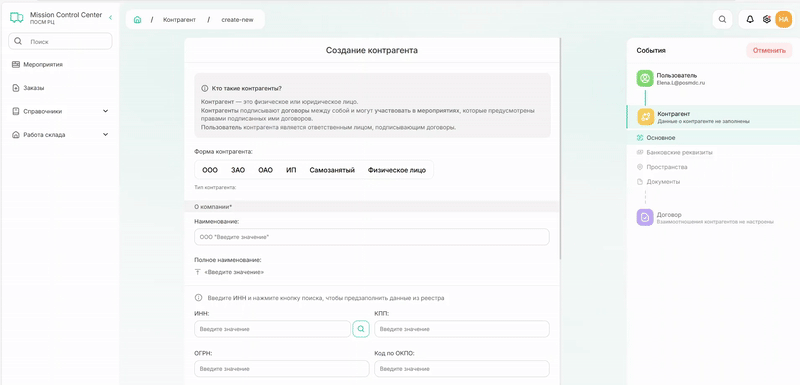 Mission Control Center
ПОСМ РЦ
Поиск
Мероприятия
Заказы
Справочники
Работа склада
/ Контрагент / create-new
НА
Создание контрагента
Кто такие контрагенты?
Контрагент — это физическое или юридическое лицо.
Контрагенты подписывают договоры между собой и могут участвовать в мероприятиях, которые предусмотрены
правами подписанных ими договоров.
Пользователь контрагента является ответственным лицом, подписывающим договоры.
Форма контрагента:
ООО ЗАО ОАО ИП Самозанятый Физическое лицо
Тип контрагента
О компании*
Наименование:
ООО "Введите значение"
Полное наименование:
<Введите значение>
Введите ИНН и нажмите кнопку поиска, чтобы предзаполнить данные из реестра
ИНН: КПП:
Введите значение Введите значение
ОГРН: Код по ОКПО:
Введите значение Введите значение
События Отменить
Пользователь
Elena.L@posmdc.ru
Контрагент
Данные о контрагенте не заполнены
Основное
Банковские реквизиты
Пространства
Документы
Договор
Взаимоотношения контрагентов не настроены